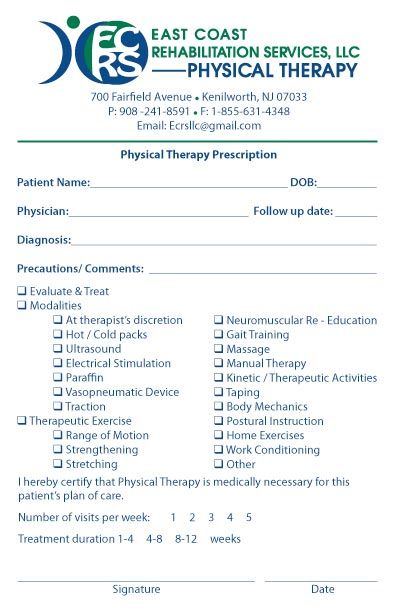 ECRS
EAST COAST
REHABILITATION SERVICES, LLC
PHYSICAL THERAPY
700 Fairfield Avenue • Kenilworth, NJ 07033
P: 908 -241-8591 • F: 1-855-631-4348
Email: Ecrsllc@gmail.com
Physical Therapy Prescription
Patient Name: DOB:
Physician: Follow up date:
Diagnosis:
Precautions/ Comments:
❑ Evaluate & Treat
❑ Modalities
❑ At therapist's discretion
❑ Hot / Cold packs
❑ Ultrasound
❑ Electrical Stimulation
❑ Paraffin
❑ Vasopneumatic Device
❑ Traction
❑ Therapeutic Exercise
❑ Range of Motion
❑ Strengthening
❑ Stretching
❑ Neuromuscular Re - Education
❑ Gait Training
❑ Massage
❑ Manual Therapy
❑ Kinetic / Therapeutic Activities
❑ Taping
❑ Body Mechanics
❑ Postural Instruction
❑ Home Exercises
❑ Work Conditioning
❑ Other
I hereby certify that Physical Therapy is medically necessary for this
patient's plan of care.
Number of visits per week: 1 2 3 4 5
Treatment duration 1-4 4-8 8-12 weeks
Signature Date